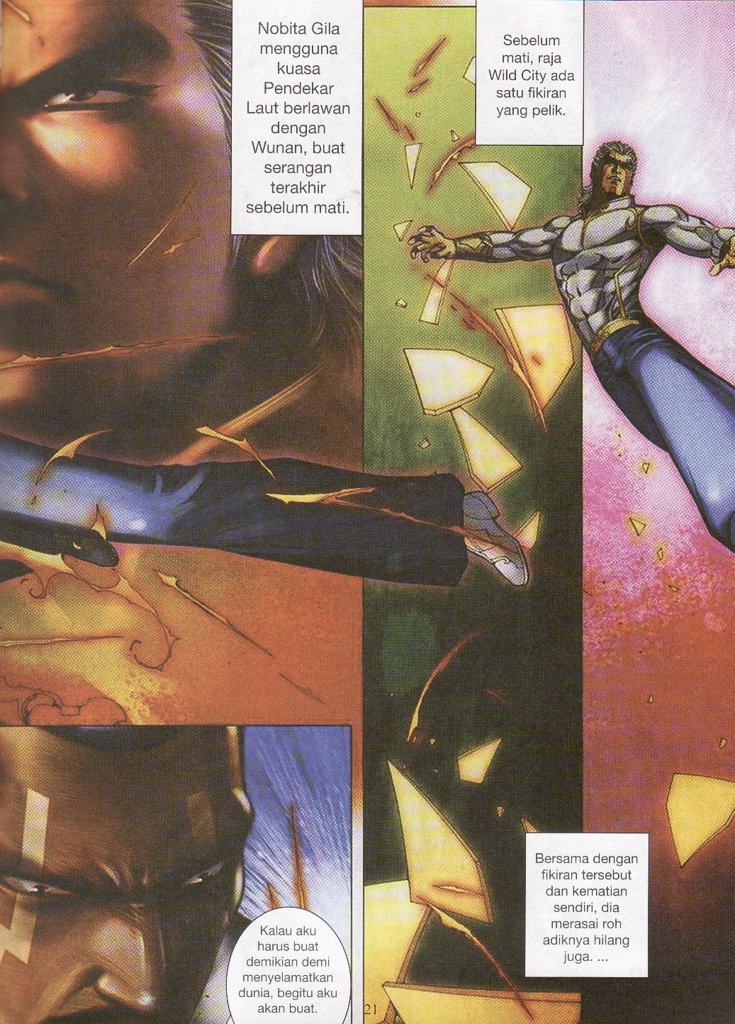 Nobita Gila
mengguna
kuasa
Pendekar
Laut berlawan
dengan
Wunan, buat
serangan
terakhir
sebelum mati.
Sebelum
mati, raja
Wild City ada
satu fikiran
yang pelik.
Kalau aku
harus buat
demikian demi
menyelamatkan
dunia, begitu aku
akan buat.
Bersama dengan
fikiran tersebut
dan kematian
sendiri, dia
merasai roh
adiknya hilang
juga. ...
21